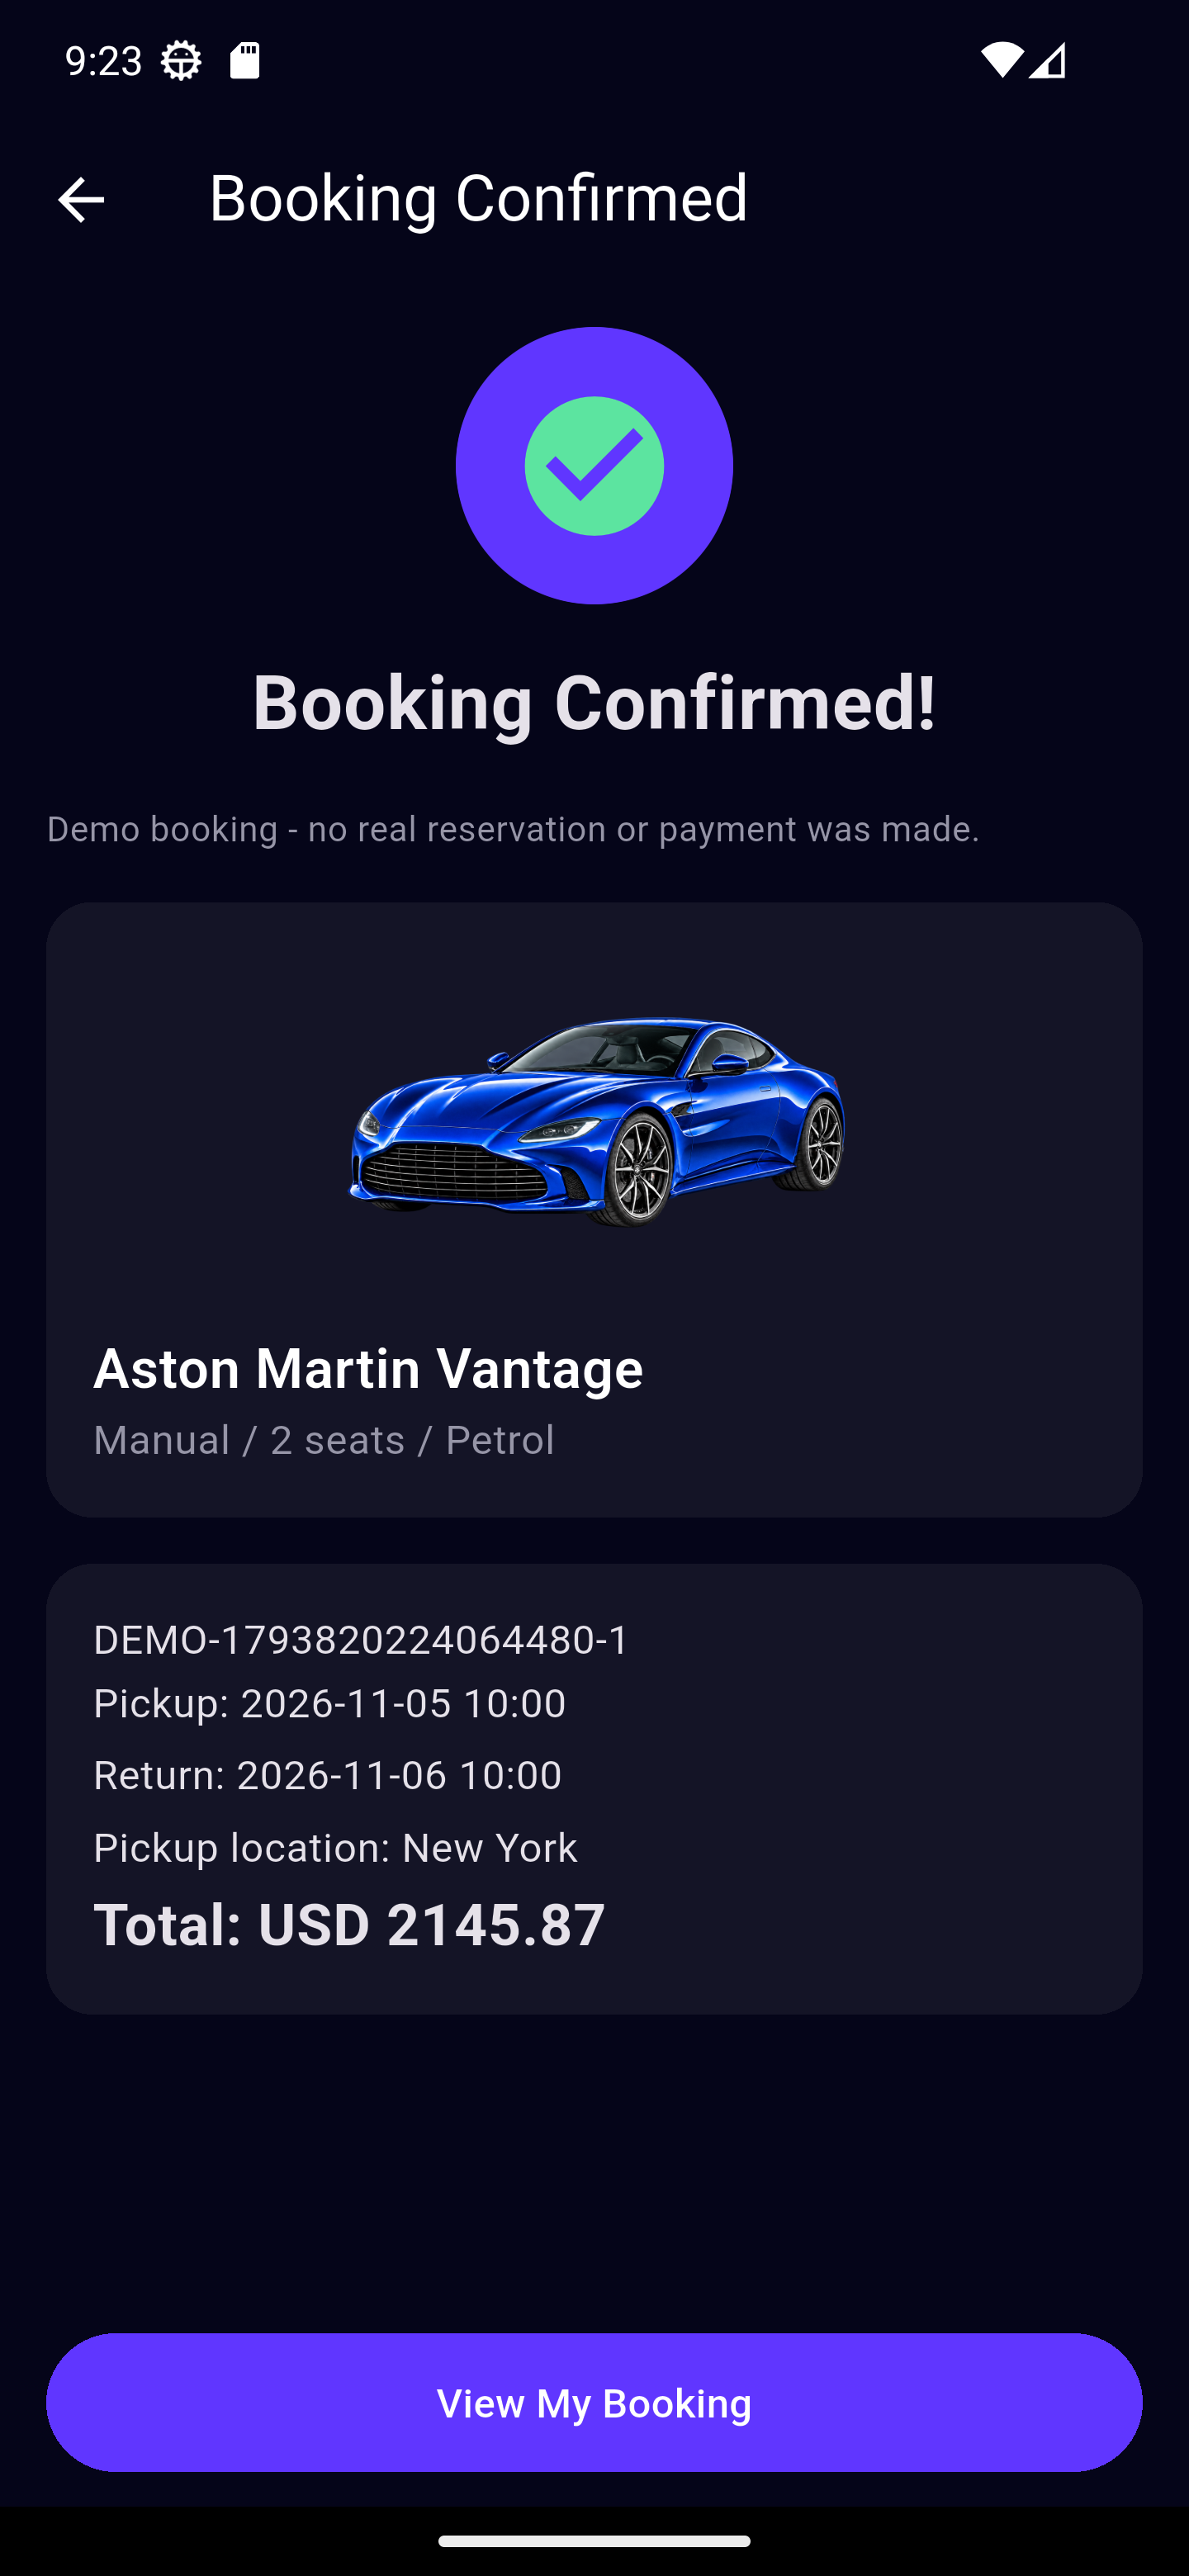 9:23
Booking Confirmed
Booking Confirmed!
Demo booking - no real reservation or payment was made.
Aston Martin Vantage
Manual / 2 seats / Petrol
DEMO-1793820224064480-1
Pickup: 2026-11-05 10:00
Return: 2026-11-06 10:00
Pickup location: New York
Total: USD 2145.87
View My Booking